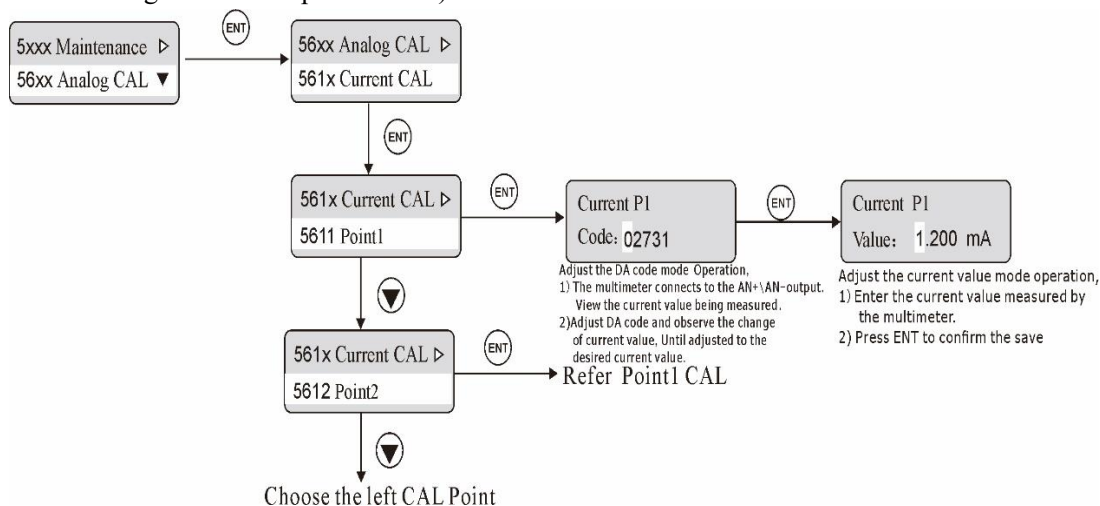 5xxx Maintenance ▷
56xx Analog CAL ▼
ENT
56xx Analog CAL ▷
561x Current CAL
ENT
561x Current CAL ▷
5611 Point1
ENT
Current P1
Code: 02731
ENT
Current P1
Value: 1.200 mA
Adjust the DA code mode Operation,
1) The multimeter connects to the AN+\AN-output.
View the current value being measured.
2)Adjust DA code and observe the change
of current value, Until adjusted to the
desired current value.
Adjust the current value mode operation,
1) Enter the current value measured by
the multimeter.
2) Press ENT to confirm the save
▼
561x Current CAL ▷
5612 Point2
ENT
Refer Point1 CAL
▼
Choose the left CAL Point